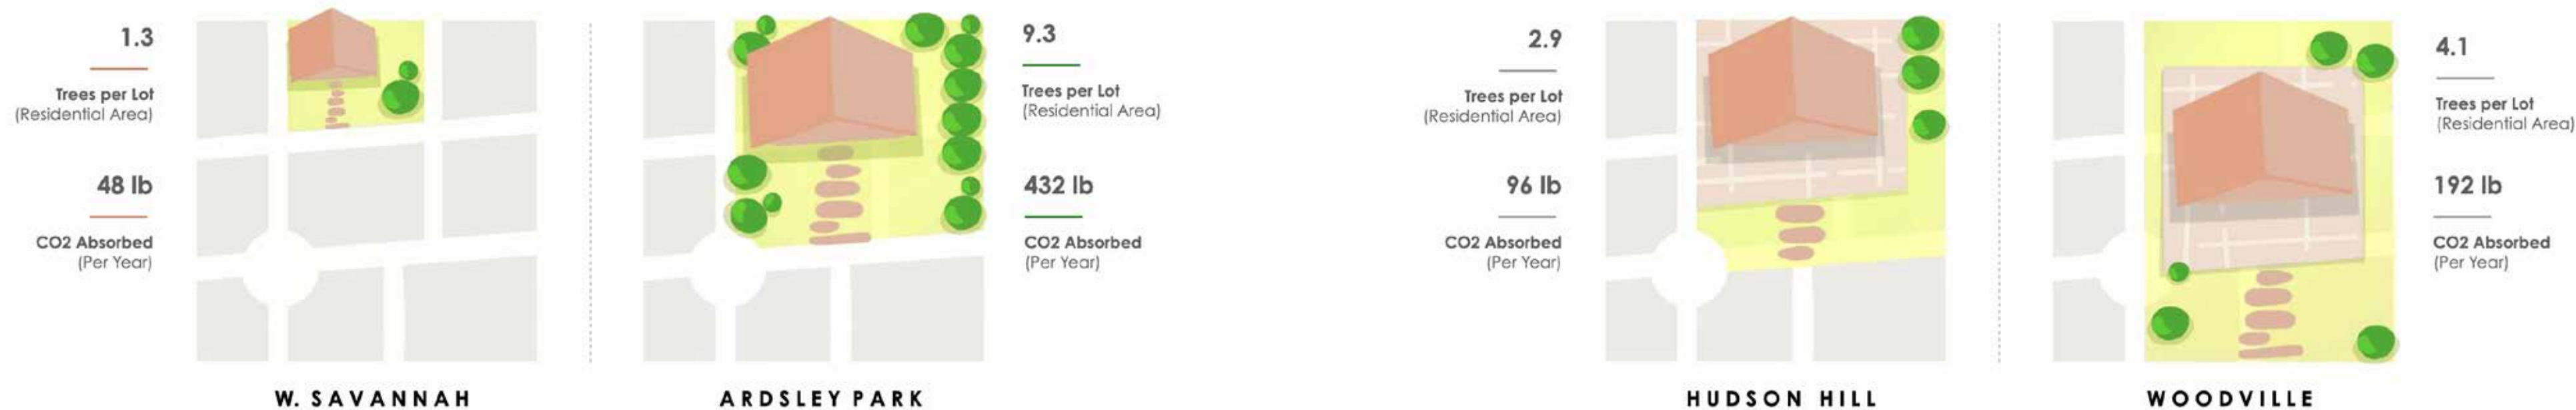 1.3
Trees per Lot
(Residential Area)
48 lb
CO2 Absorbed
(Per Year)
W. SAVANNAH
9.3
Trees per Lot
(Residential Area)
432 lb
CO2 Absorbed
(Per Year)
ARDSLEY PARK
2.9
Trees per Lot
(Residential Area)
96 lb
CO2 Absorbed
(Per Year)
HUDSON HILL
4.1
Trees per Lot
(Residential Area)
192 lb
CO2 Absorbed
(Per Year)
WOODVILLE